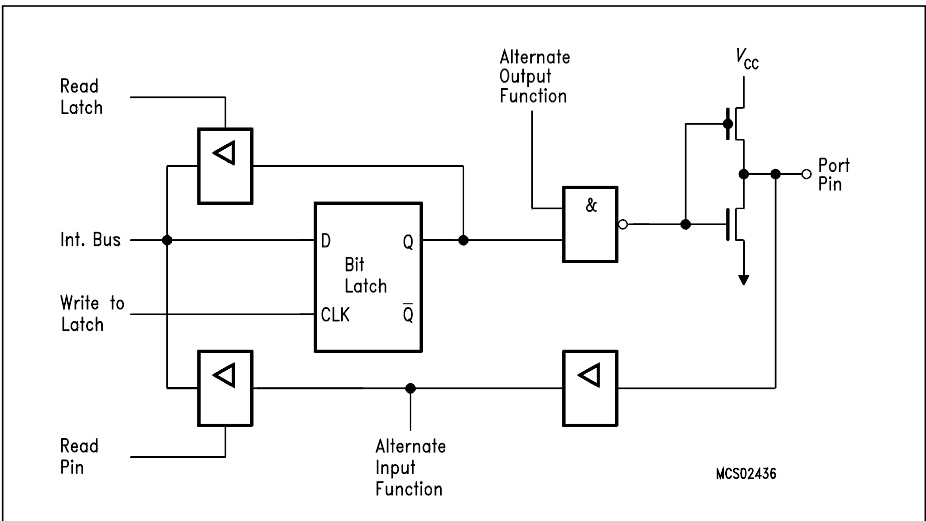 Alternate
Output
Function
VCC
Read
Latch
Port
Pin
&
Int. Bus
D
Q
Bit
Latch
Write to
Latch
CLK
Q̅
Read
Pin
Alternate
Input
Function
MCS02436